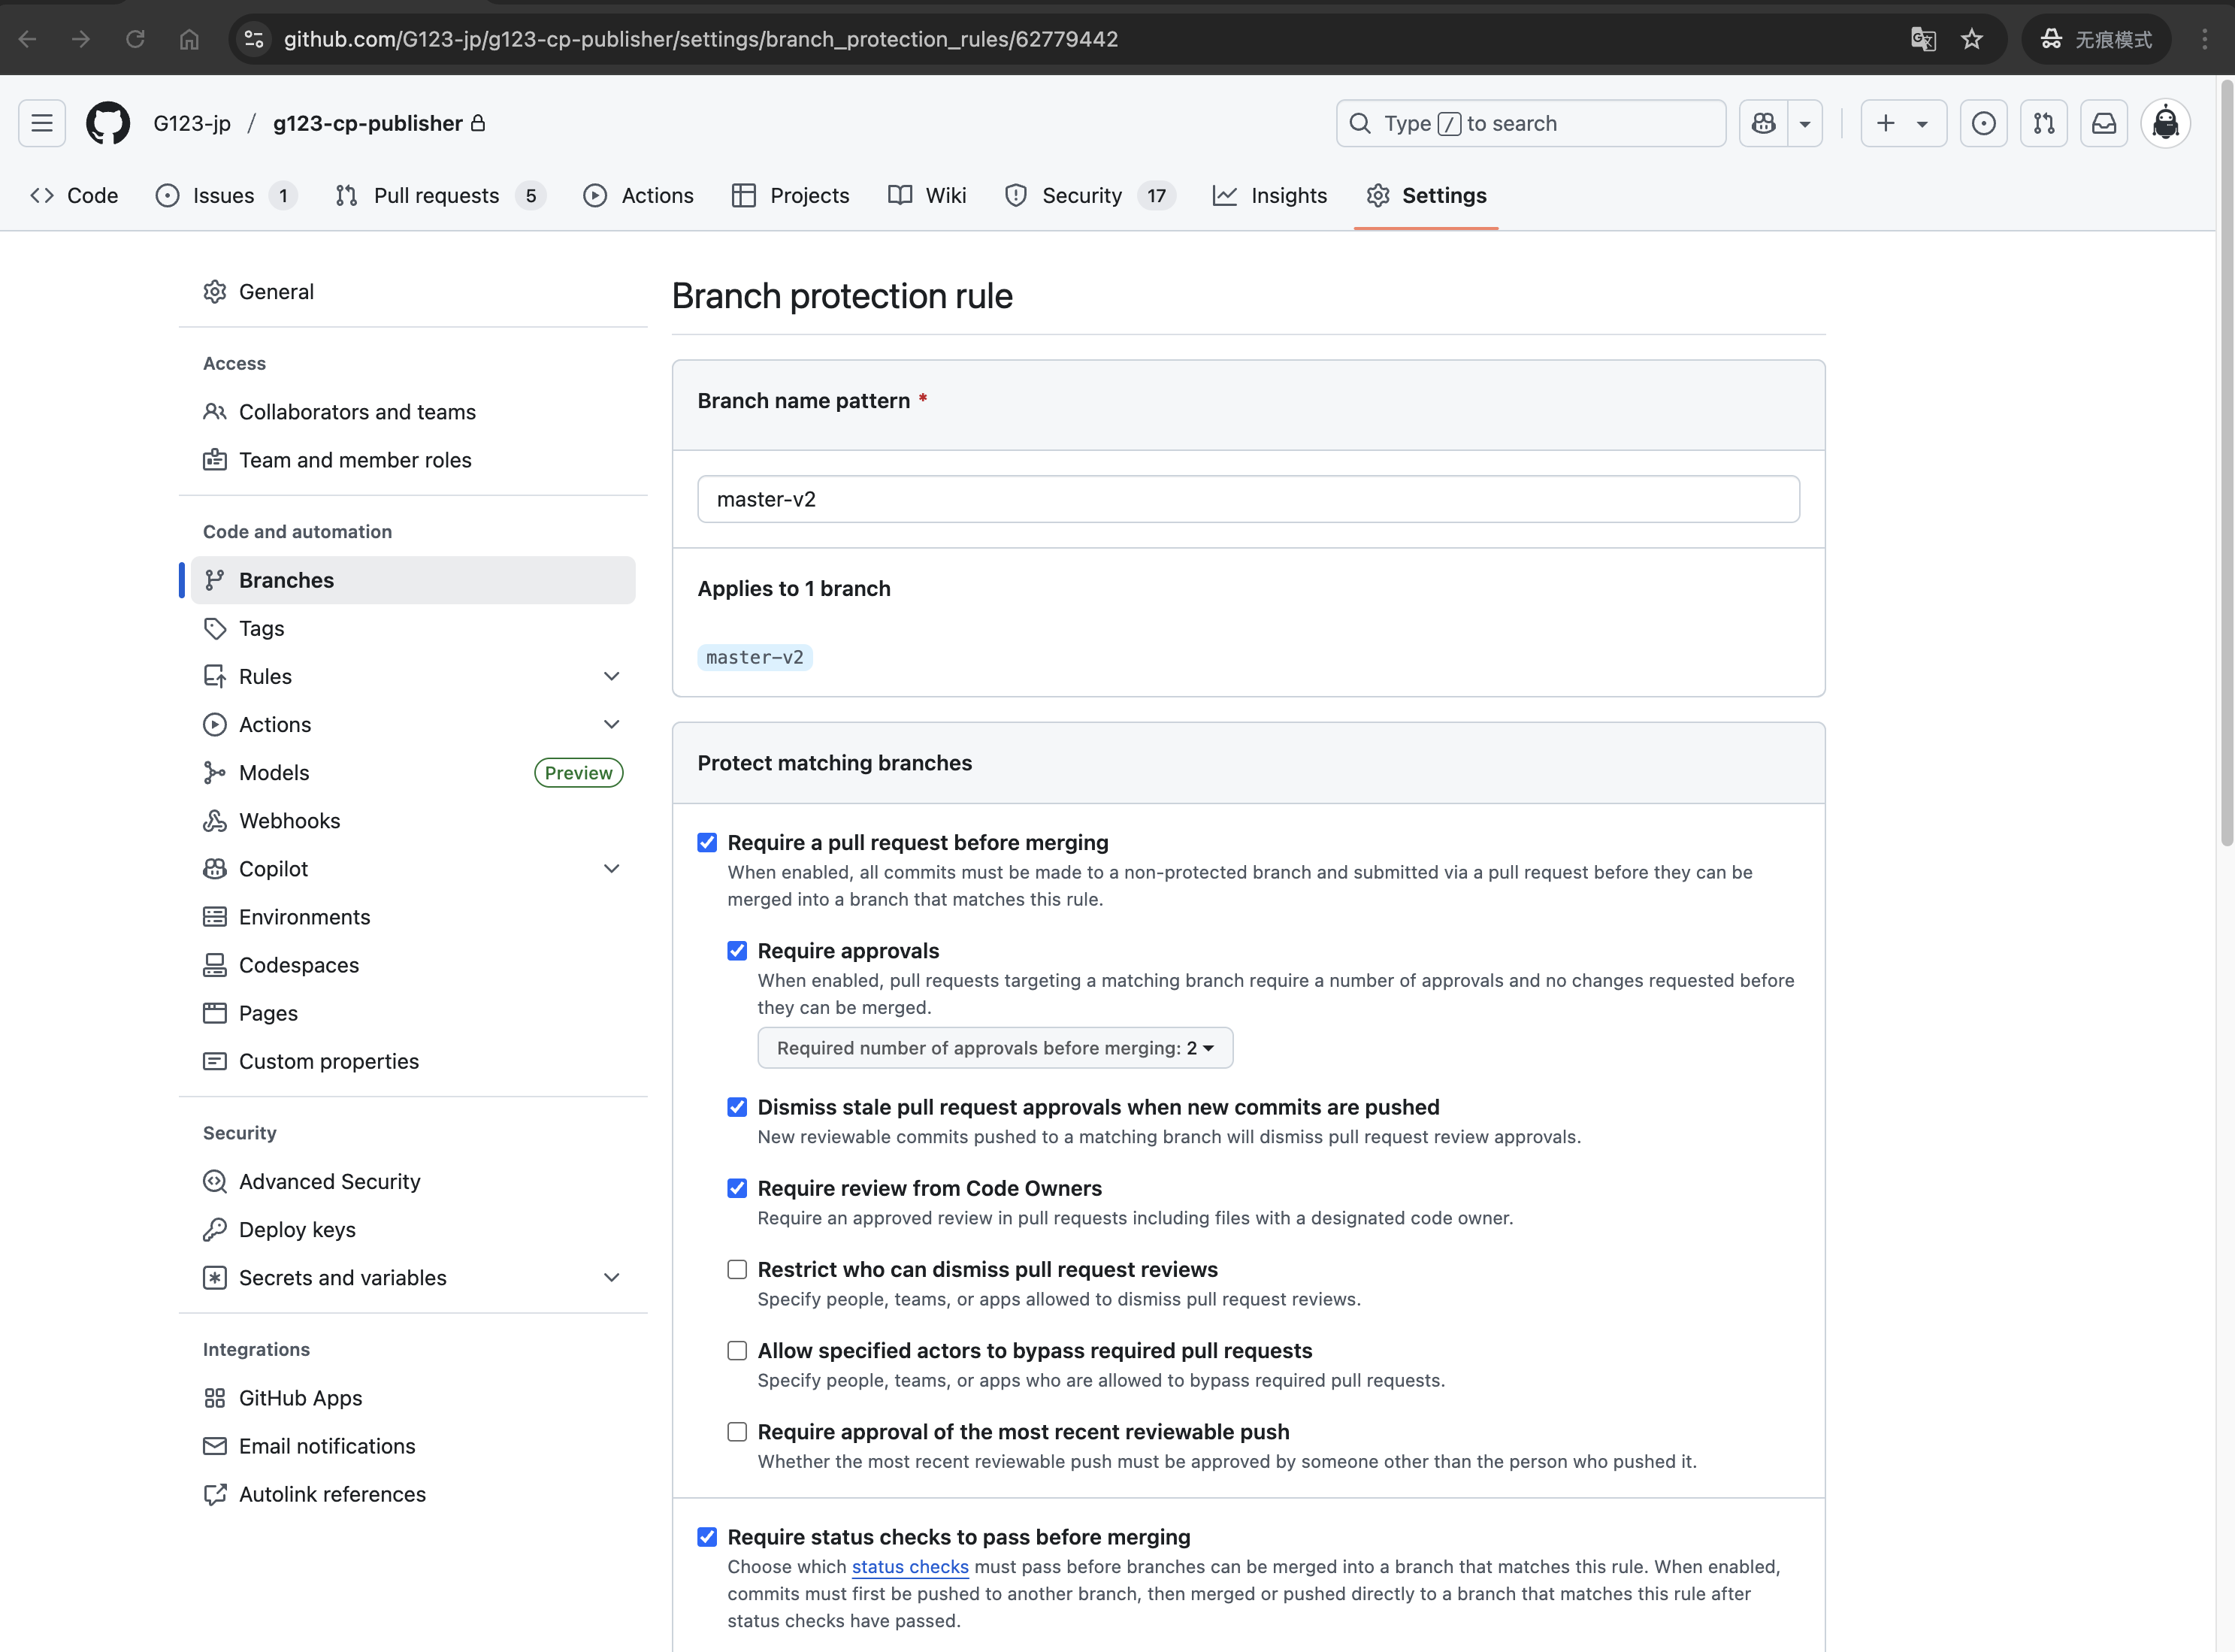 github.com/G123-jp/g123-cp-publisher/settings/branch_protection_rules/62779442
无痕模式
G123-jp / g123-cp-publisher
Type / to search
Code
Issues 1
Pull requests 5
Actions
Projects
Wiki
Security 17
Insights
Settings
General
Access
Collaborators and teams
Team and member roles
Code and automation
Branches
Tags
Rules
Actions
Models Preview
Webhooks
Copilot
Environments
Codespaces
Pages
Custom properties
Security
Advanced Security
Deploy keys
Secrets and variables
Integrations
GitHub Apps
Email notifications
Autolink references
Branch protection rule
Branch name pattern *
master-v2
Applies to 1 branch
master-v2
Protect matching branches
Require a pull request before merging
When enabled, all commits must be made to a non-protected branch and submitted via a pull request before they can be
merged into a branch that matches this rule.
Require approvals
When enabled, pull requests targeting a matching branch require a number of approvals and no changes requested before
they can be merged.
Required number of approvals before merging: 2
Dismiss stale pull request approvals when new commits are pushed
New reviewable commits pushed to a matching branch will dismiss pull request review approvals.
Require review from Code Owners
Require an approved review in pull requests including files with a designated code owner.
Restrict who can dismiss pull request reviews
Specify people, teams, or apps allowed to dismiss pull request reviews.
Allow specified actors to bypass required pull requests
Specify people, teams, or apps who are allowed to bypass required pull requests.
Require approval of the most recent reviewable push
Whether the most recent reviewable push must be approved by someone other than the person who pushed it.
Require status checks to pass before merging
Choose which status checks must pass before branches can be merged into a branch that matches this rule. When enabled,
commits must first be pushed to another branch, then merged or pushed directly to a branch that matches this rule after
status checks have passed.